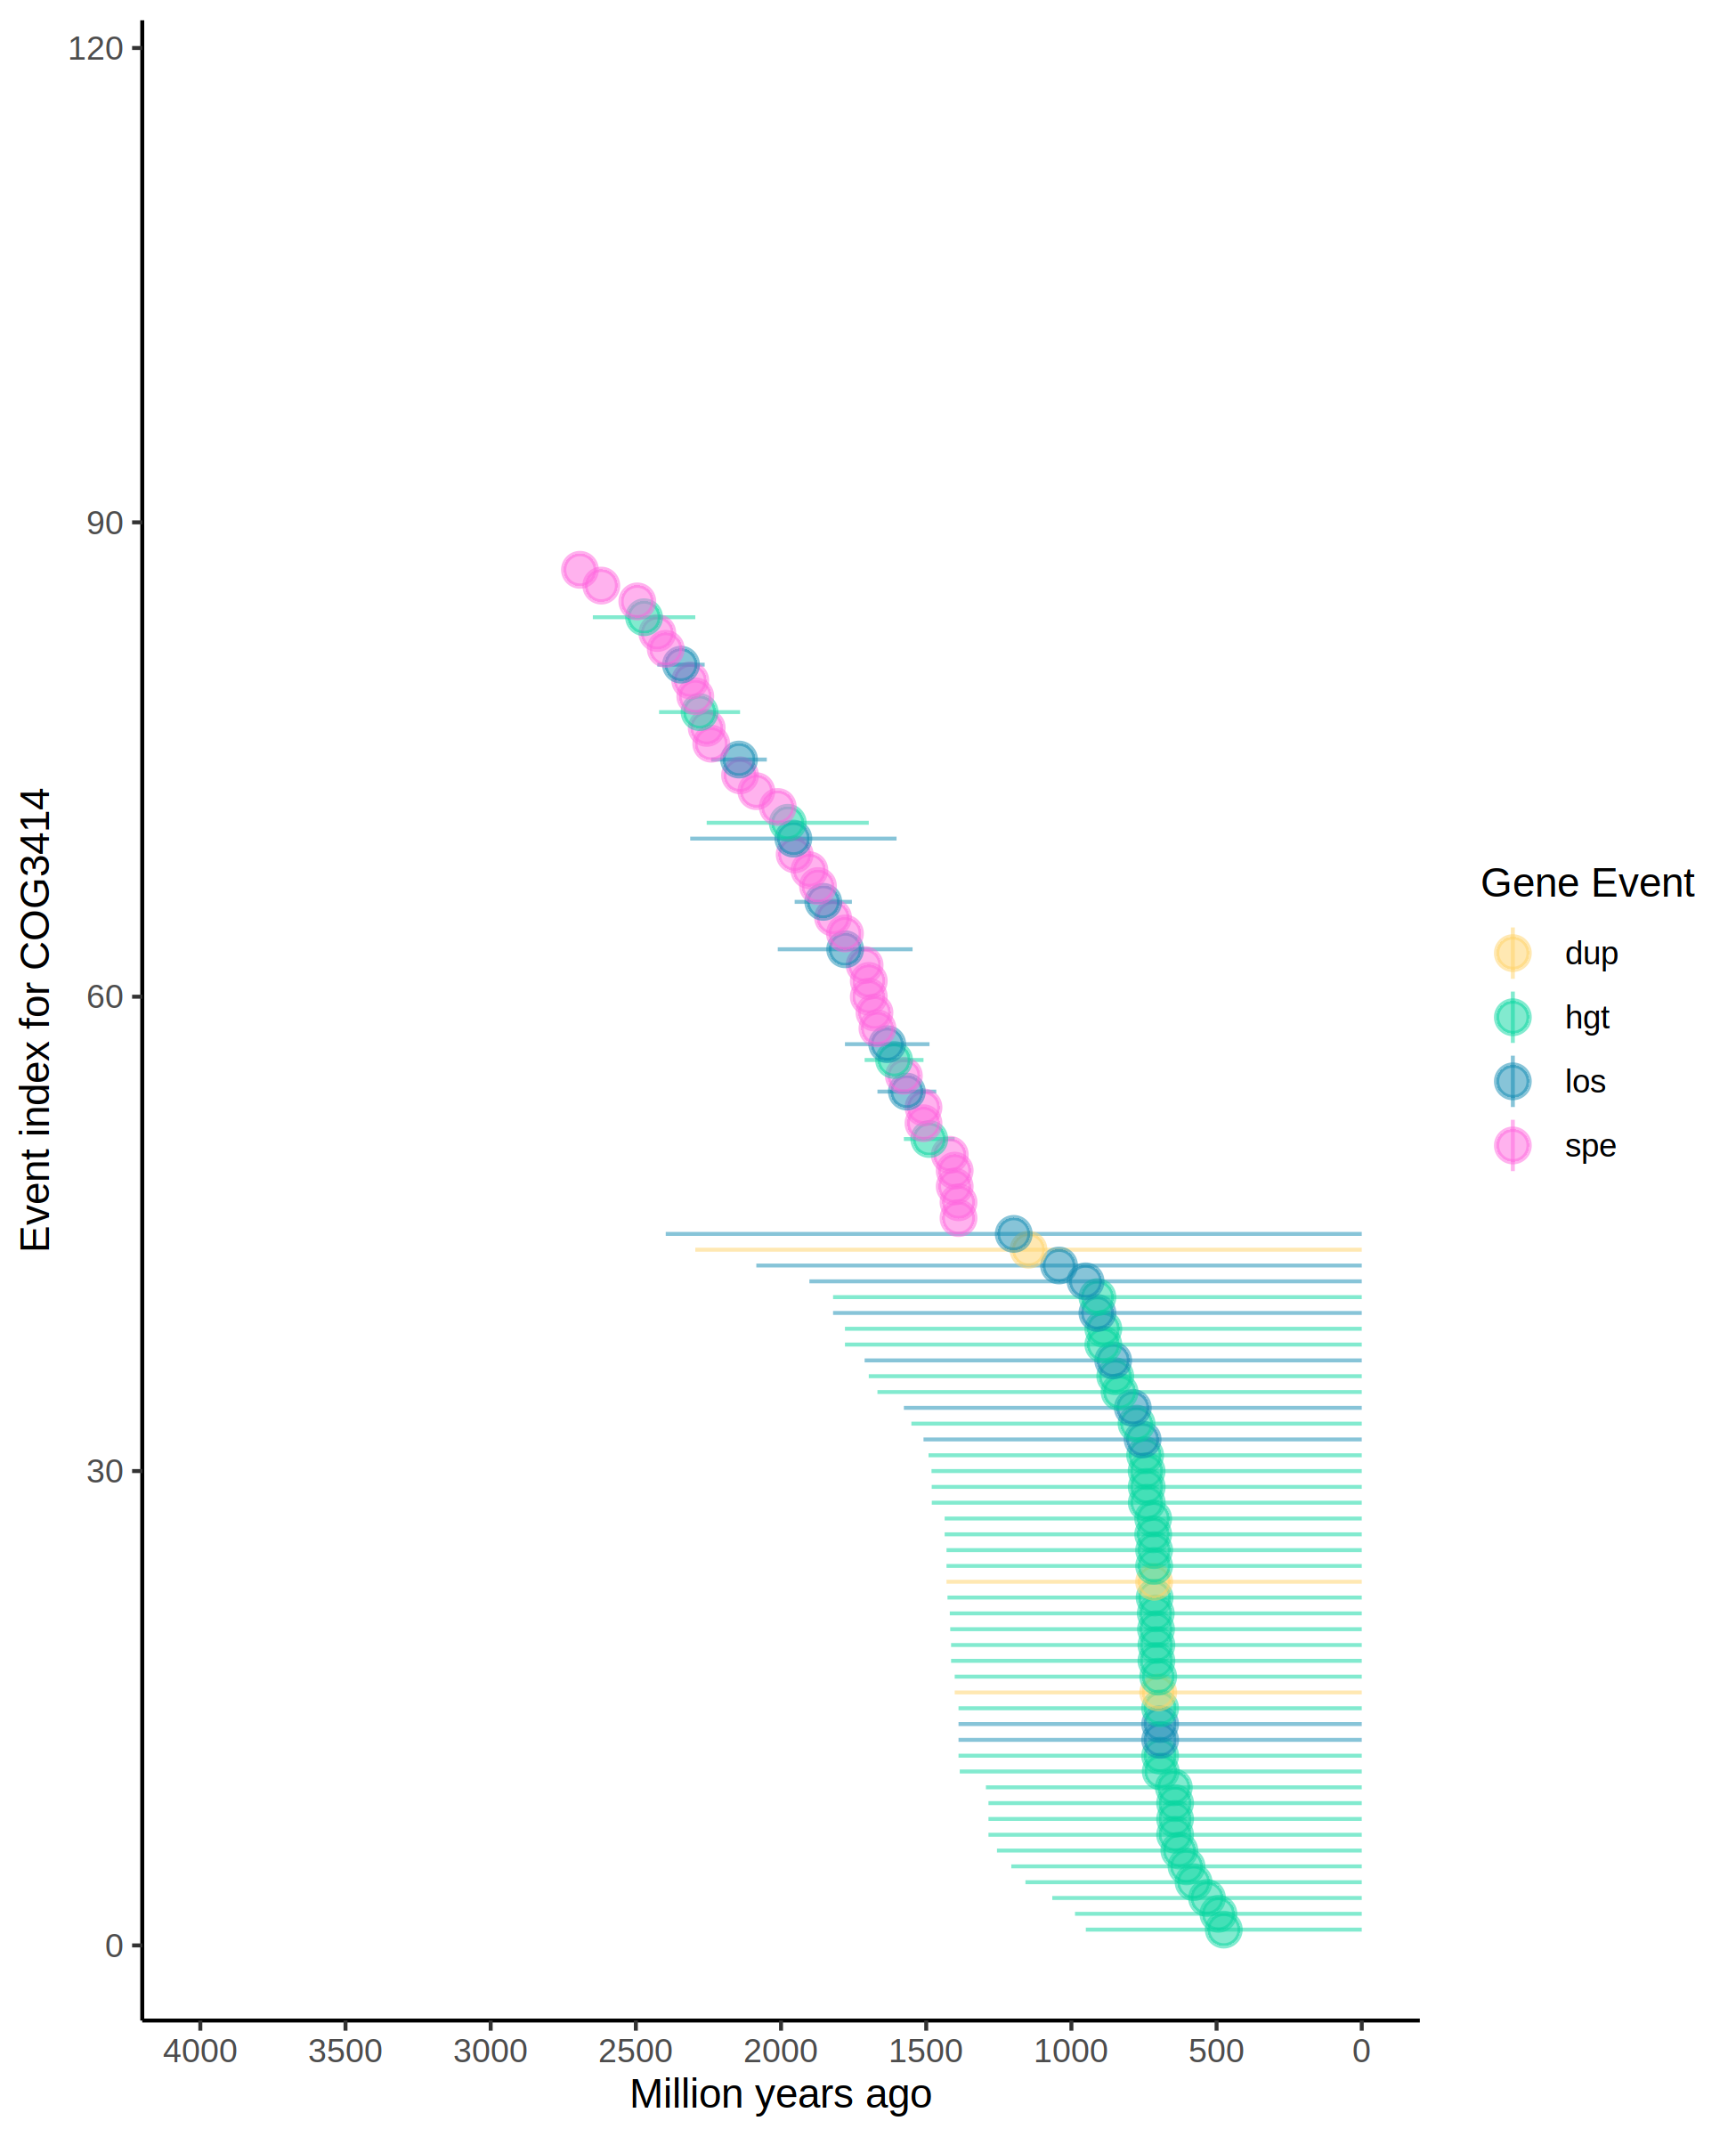 120
90
60
30
0
Event index for COG3414
4000 3500 3000 2500 2000 1500 1000 500 0
Million years ago
Gene Event
dup
hgt
los
spe